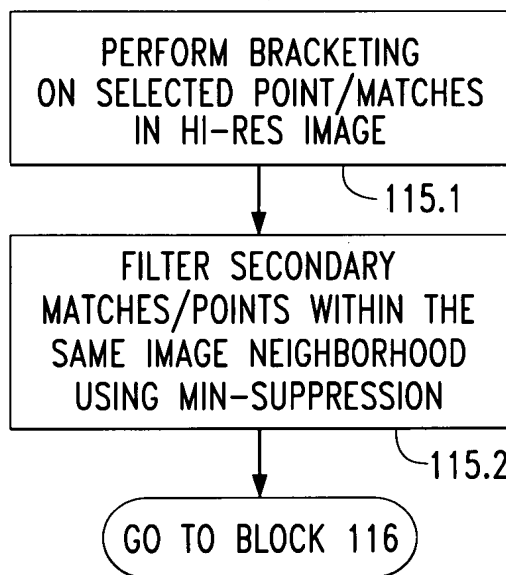 PERFORM BRACKETING
ON SELECTED POINT/MATCHES
IN HI-RES IMAGE
115.1
FILTER SECONDARY
MATCHES/POINTS WITHIN THE
SAME IMAGE NEIGHBORHOOD
USING MIN-SUPPRESSION
115.2
GO TO BLOCK 116